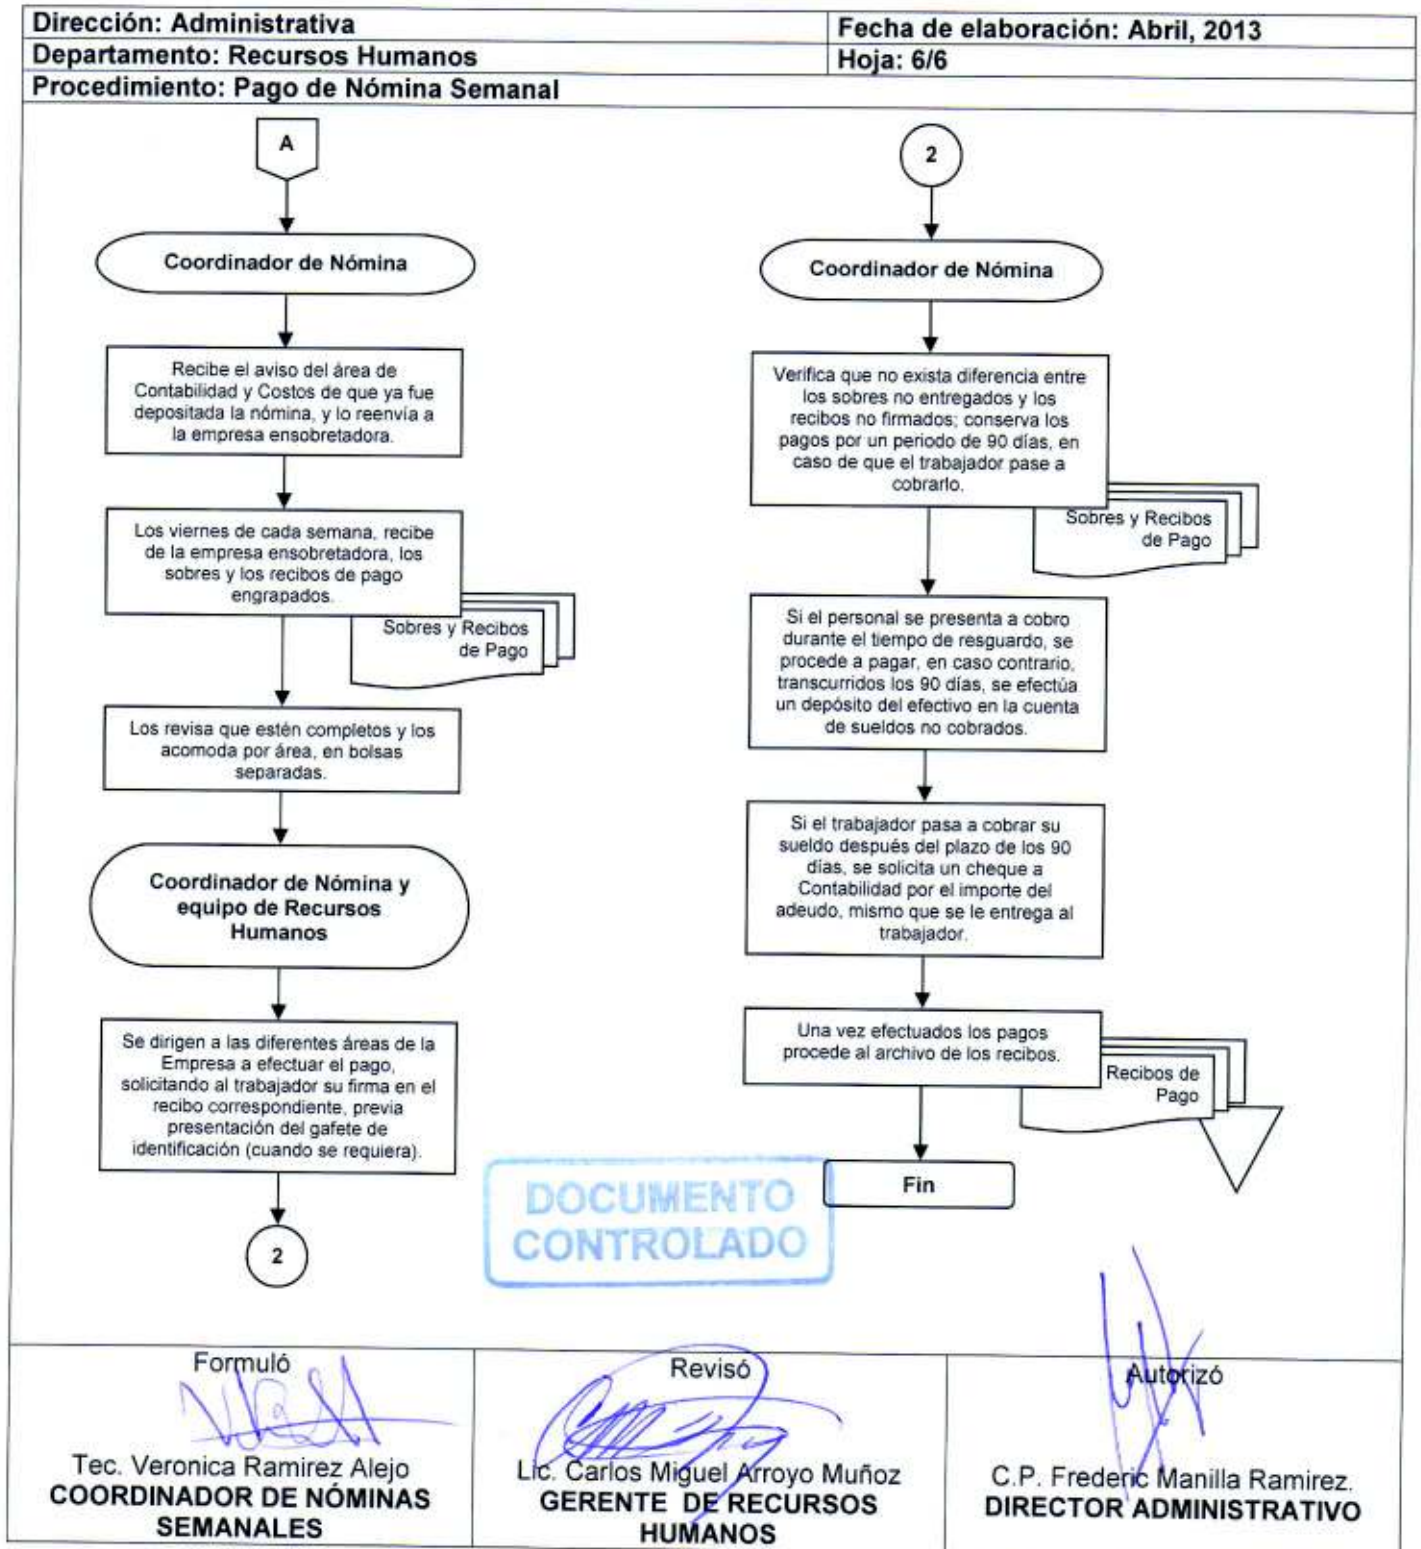 Dirección: Administrativa
Fecha de elaboración: Abril, 2013
Departamento: Recursos Humanos
Hoja: 6/6
Procedimiento: Pago de Nómina Semanal
A
Coordinador de Nómina
Recibe el aviso del área de
Contabilidad y Costos de que ya fue
depositada la nómina, y lo reenvía a
la empresa ensobretadora.
Los viernes de cada semana, recibe
de la empresa ensobretadora, los
sobres y los recibos de pago
engrapados.
Sobres y Recibos
de Pago
Los revisa que estén completos y los
acomoda por área, en bolsas
separadas.
Coordinador de Nómina y
equipo de Recursos
Humanos
Se dirigen a las diferentes áreas de la
Empresa a efectuar el pago,
solicitando al trabajador su firma en el
recibo correspondiente, previa
presentación del gafete de
identificación (cuando se requiera).
2
2
Coordinador de Nómina
Verifica que no exista diferencia entre
los sobres no entregados y los
recibos no firmados; conserva los
pagos por un periodo de 90 días, en
caso de que el trabajador pase a
cobrarlo.
Sobres y Recibos
de Pago
Si el personal se presenta a cobro
durante el tiempo de resguardo, se
procede a pagar, en caso contrario,
transcurridos los 90 días, se efectúa
un depósito del efectivo en la cuenta
de sueldos no cobrados.
Si el trabajador pasa a cobrar su
sueldo después del plazo de los 90
días, se solicita un cheque a
Contabilidad por el importe del
adeudo, mismo que se le entrega al
trabajador.
Una vez efectuados los pagos
procede al archivo de los recibos.
Recibos de
Pago
Fin
DOCUMENTO
CONTROLADO
Formuló
Tec. Veronica Ramirez Alejo
COORDINADOR DE NÓMINAS
SEMANALES
Revisó
Lic. Carlos Miguel Arroyo Muñoz
GERENTE DE RECURSOS
HUMANOS
Autorizó
C.P. Frederic Manilla Ramirez.
DIRECTOR ADMINISTRATIVO